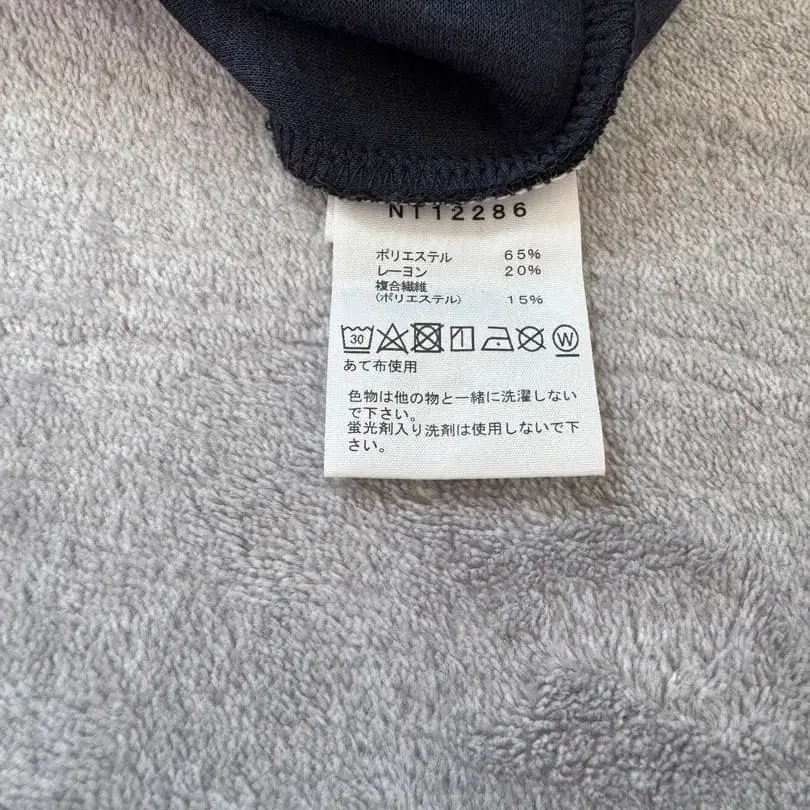 NT12286
ポリエステル 65%
レーヨン 20%
複合繊維
(ポリエステル) 15%
30 W
あて布使用
色物は他の物と一緒に洗濯しない
で下さい。
蛍光剤入り洗剤は使用しないで下
さい。